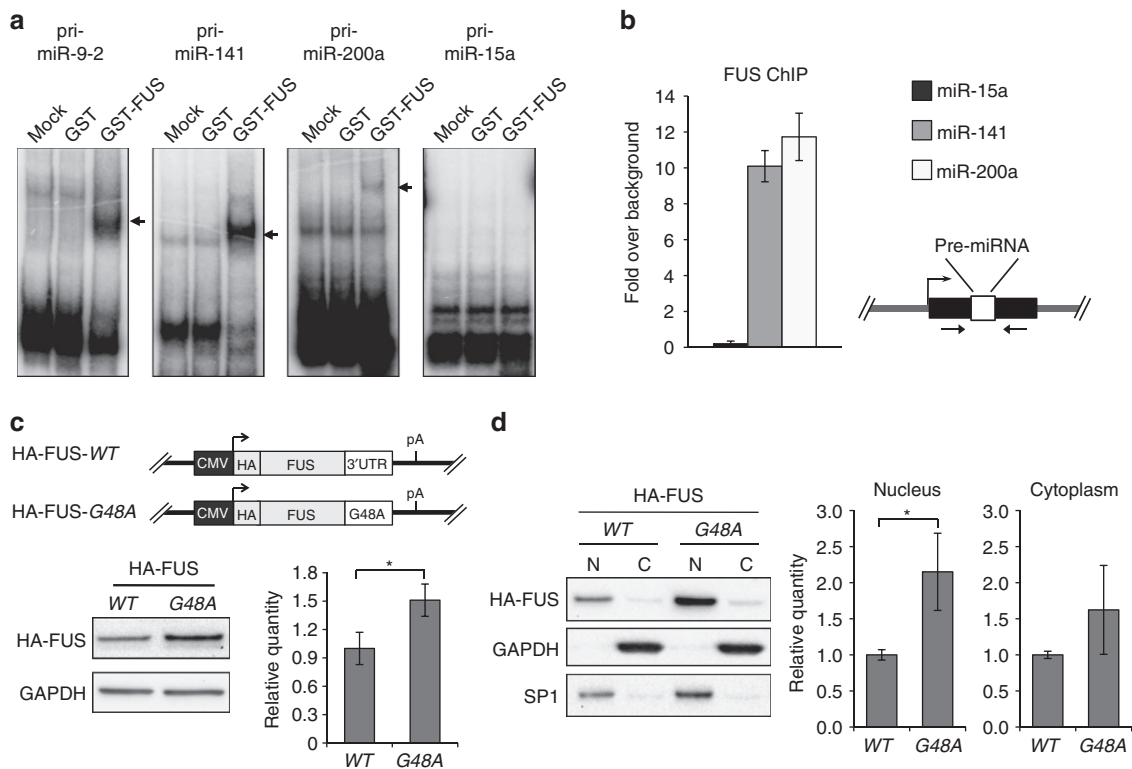 a
pri-
miR-9-2
pri-
miR-141
pri-
miR-200a
pri-
miR-15a
Mock
GST
GST-FUS
Mock
GST
GST-FUS
Mock
GST
GST-FUS
Mock
GST
GST-FUS
b
FUS ChIP
Fold over background
14
12
10
8
6
4
2
0
miR-15a
miR-141
miR-200a
Pre-miRNA
c
HA-FUS-WT
CMV
HA
FUS
3′UTR
pA
HA-FUS-G48A
CMV
HA
FUS
G48A
pA
HA-FUS
WT
G48A
HA-FUS
GAPDH
Relative quantity
1.8
1.5
1.2
0.9
0.6
0.3
0
*
WT
G48A
d
HA-FUS
WT
G48A
N
C
N
C
HA-FUS
GAPDH
SP1
Nucleus
Relative quantity
3.0
2.5
2.0
1.5
1.0
0.5
0.0
*
WT
G48A
Cytoplasm
3.0
2.5
2.0
1.5
1.0
0.5
0.0
WT
G48A